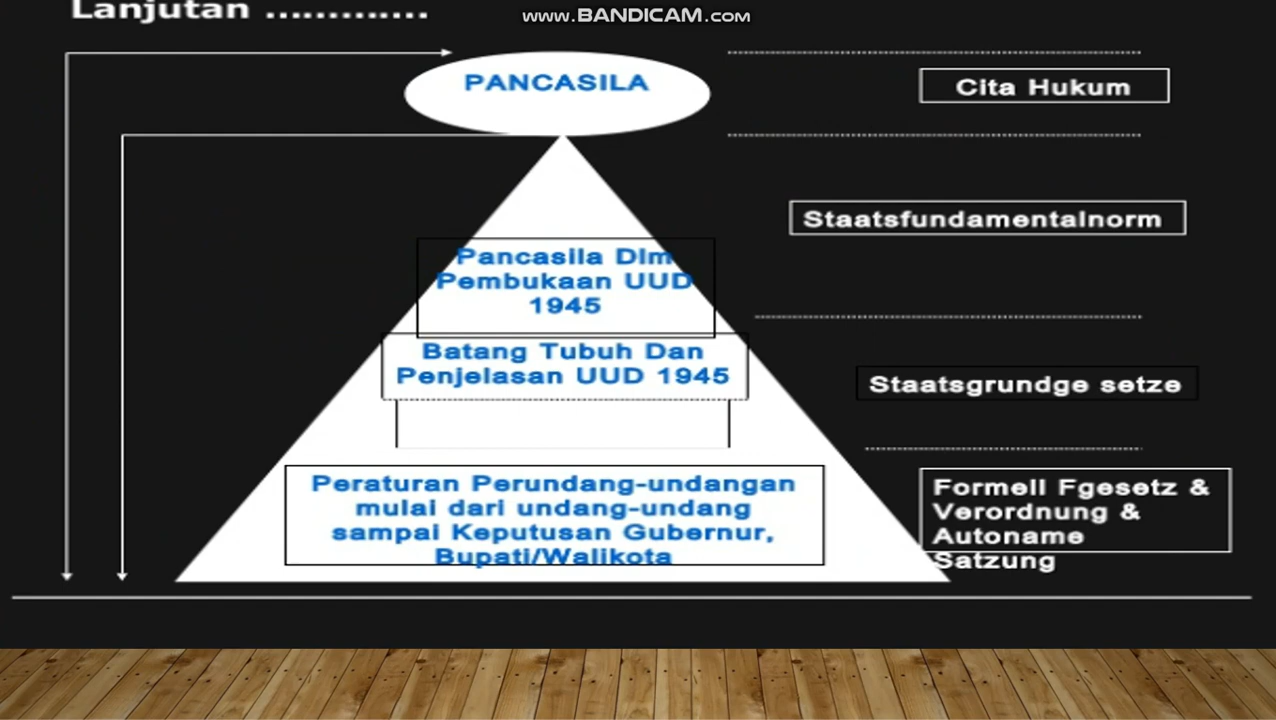 Lanjutan .............
www.BANDICAM.com
PANCASILA
Cita Hukum
Staatsfundamentalnorm
Pancasila Dlm
Pembukaan UUD
1945
Batang Tubuh Dan
Penjelasan UUD 1945
Staatsgrundge setze
Peraturan Perundang-undangan
mulai dari undang-undang
sampai Keputusan Gubernur,
Bupati/Walikota
Formell Fgesetz &
Verordnung &
Autoname
Satzung